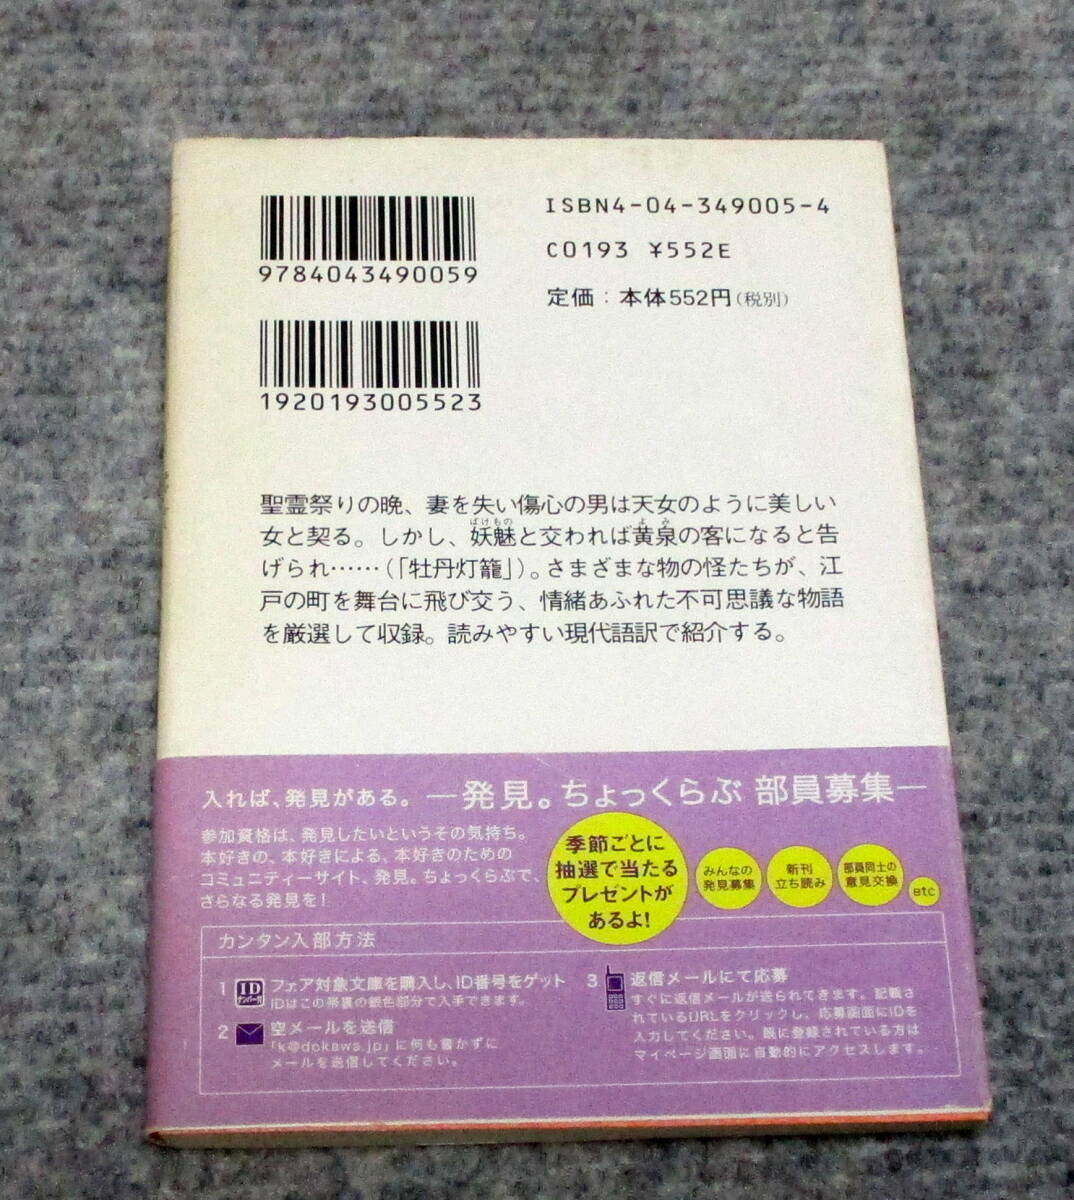 ISBN4-04-349005-4
C0193 ¥552E
定価：本体552円(税別)
9784043490059
1920193005523
聖霊祭りの晩、妻を失い傷心の男は天女のように美しい
女と契る。しかし、妖魅と交われば黄泉の客になると告
げられ……(「牡丹灯籠」)。さまざまな物の怪たちが、江
戸の町を舞台に飛び交う、情緒あふれた不可思議な物語
を厳選して収録。読みやすい現代語訳で紹介する。
ばけもの
よみ
入れば、発見がある。 ─発見。ちょっくらぶ 部員募集─
参加資格は、発見したいというその気持ち。
本好きの、本好きによる、本好きのための
コミュニティーサイト、発見。ちょっくらぶで、
さらなる発見を!
季節ごとに
抽選で当たる
プレゼントが
あるよ!
みんなの
発見募集
新刊
立ち読み
部員同士の
意見交換
etc
カンタン入部方法
1 ID ナンバー付 フェア対象文庫を購入し、ID番号をゲット
IDはこの帯裏の銀色部分で入手できます。
2 空メールを送信
「k@dokawa.jp」に何も書かずに
メールを送信してください。
3 返信メールにて応募
すぐに返信メールが送られてきます。記載さ
れているURLをクリックし、応募画面にIDを
入力してください。既に登録されている方は
マイページ画面に自動的にアクセスします。